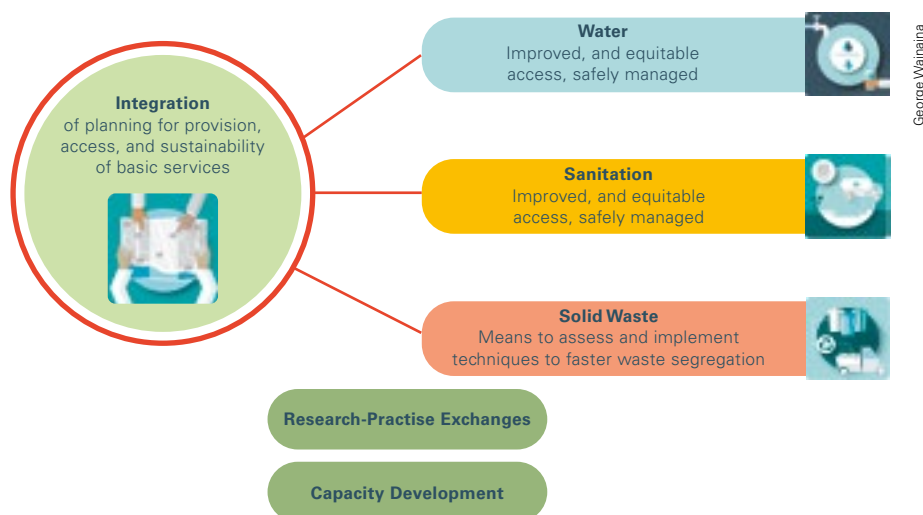 Integration
of planning for provision,
access, and sustainability
of basic services
Water
Improved, and equitable
access, safely managed
Sanitation
Improved, and equitable
access, safely managed
Solid Waste
Means to assess and implement
techniques to faster waste segregation
Research-Practise Exchanges
Capacity Development
George Wainaina